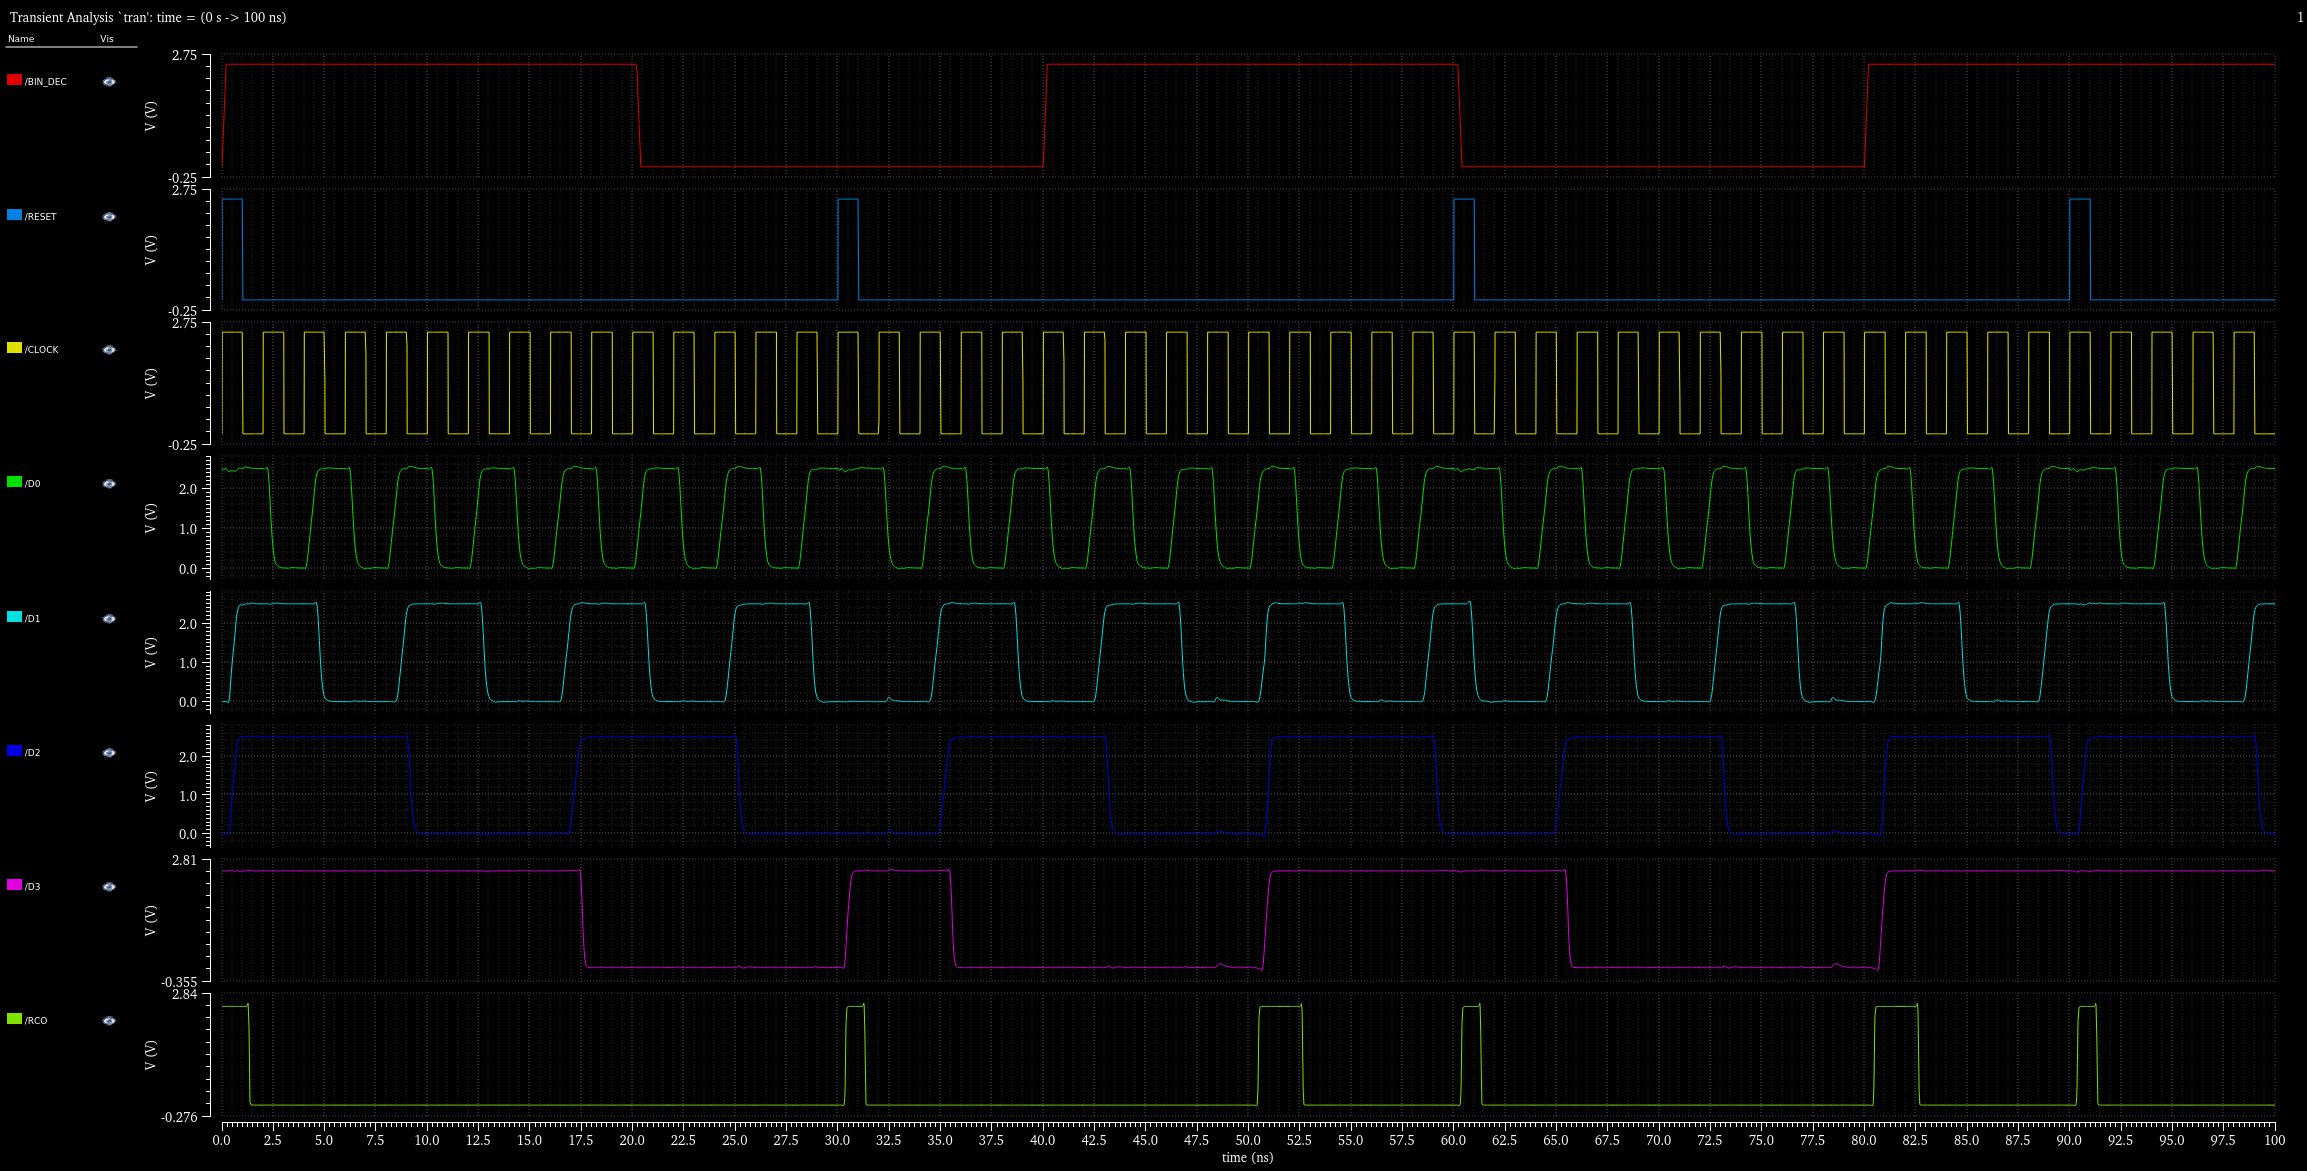 Transient Analysis `tran': time = (0 s -> 100 ns)
1
Name Vis
/BIN_DEC
2.75
V (V)
-0.25
/RESET
2.75
V (V)
-0.25
/CLOCK
2.75
V (V)
-0.25
/D0
2.0
V (V)
1.0
0.0
/D1
2.0
V (V)
1.0
0.0
/D2
2.0
V (V)
1.0
0.0
/D3
2.81
V (V)
-0.355
/RCO
2.84
V (V)
-0.276
0.0 2.5 5.0 7.5 10.0 12.5 15.0 17.5 20.0 22.5 25.0 27.5 30.0 32.5 35.0 37.5 40.0 42.5 45.0 47.5 50.0 52.5 55.0 57.5 60.0 62.5 65.0 67.5 70.0 72.5 75.0 77.5 80.0 82.5 85.0 87.5 90.0 92.5 95.0 97.5 100
time (ns)